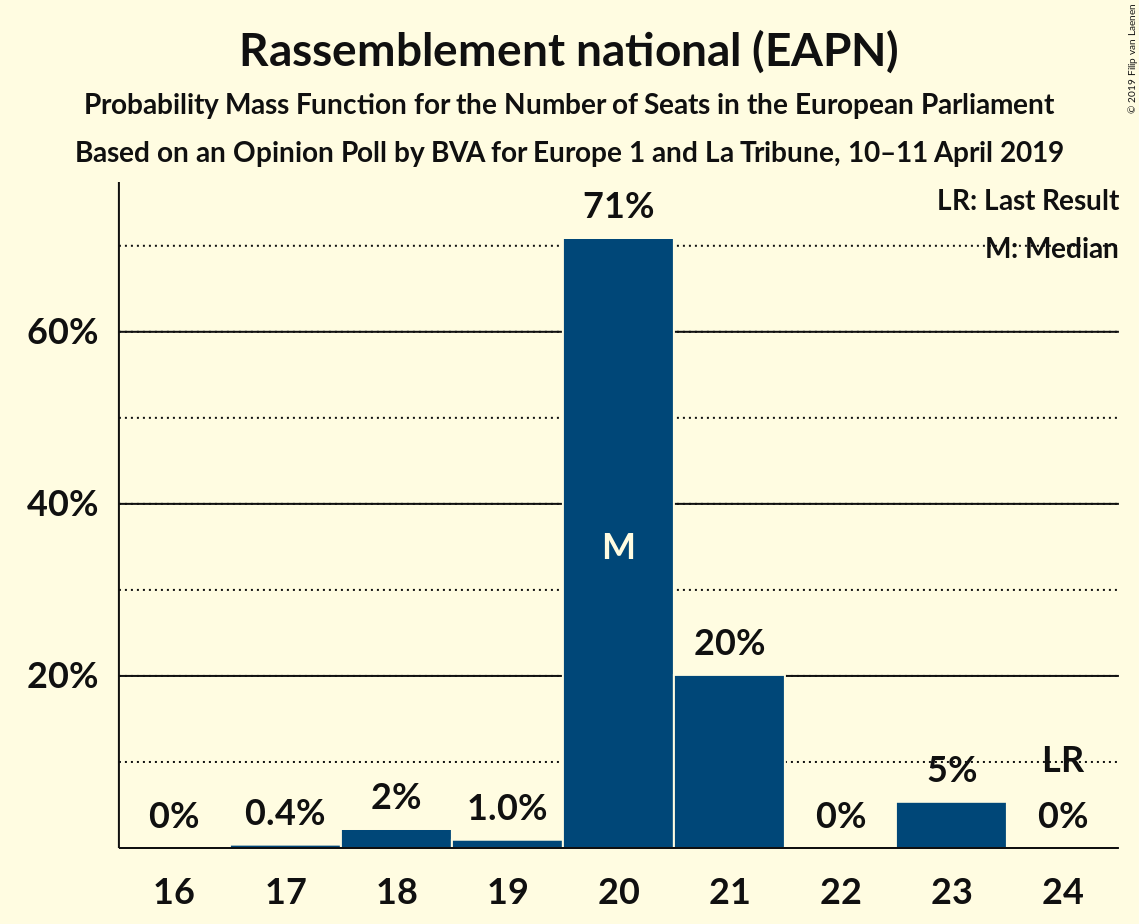 Rassemblement national (EAPN)
Probability Mass Function for the Number of Seats in the European Parliament
Based on an Opinion Poll by BVA for Europe 1 and La Tribune, 10–11 April 2019
© 2019 Filip van Laenen
LR: Last Result
M: Median
60%
40%
20%
0%
0.4%
2%
1.0%
71%
M
20%
0%
5%
LR
0%
16 17 18 19 20 21 22 23 24